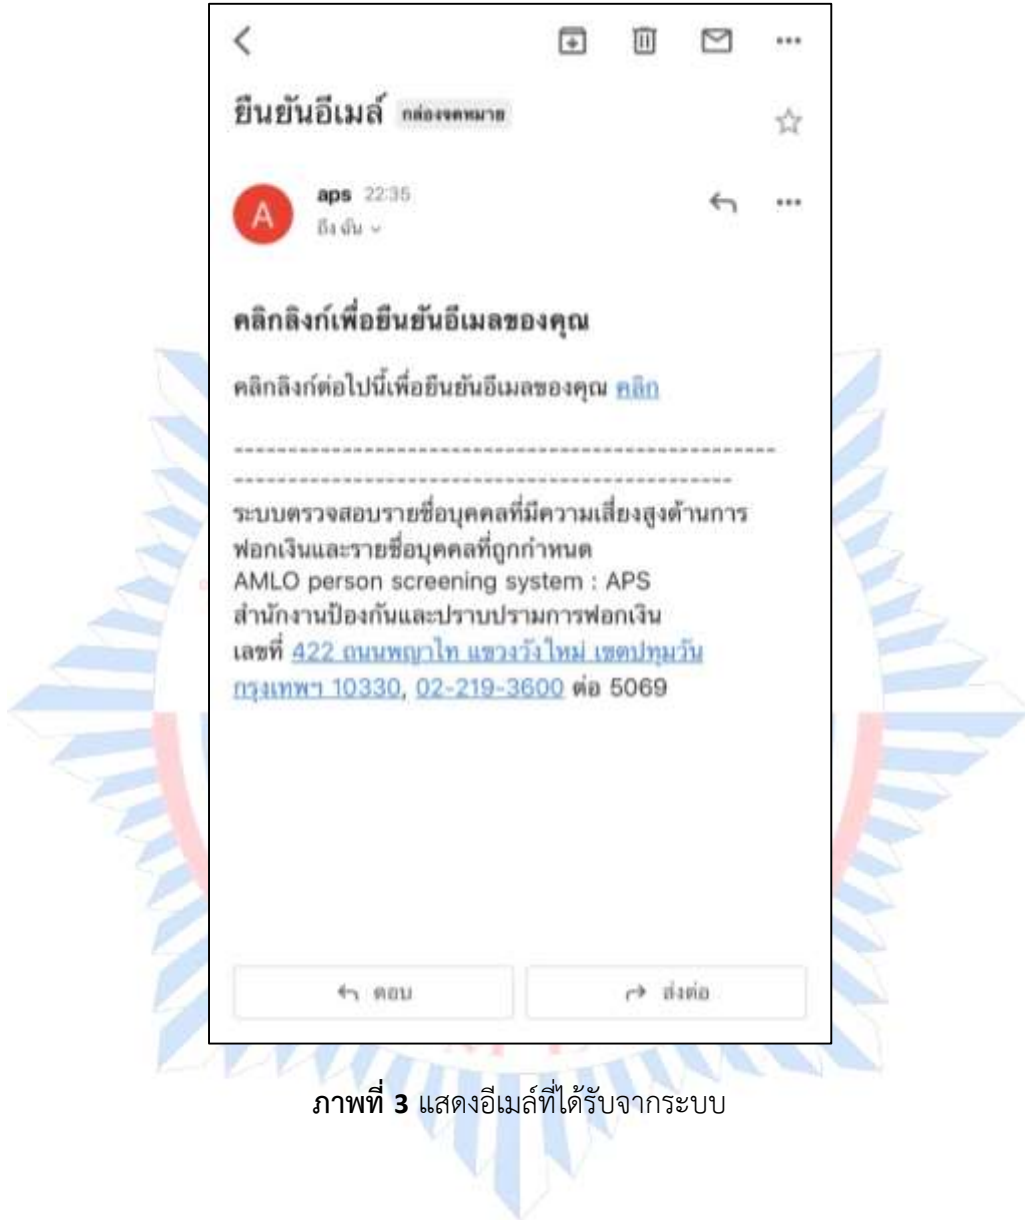 ยืนยันอีเมล์ กล่องจดหมาย
A
aps 22:35
ถึง ฉัน
คลิกลิงก์เพื่อยืนยันอีเมลของคุณ
คลิกลิงก์ต่อไปนี้เพื่อยืนยันอีเมลของคุณ คลิก
--------------------------------------------------
----------------------------------------------
ระบบตรวจสอบรายชื่อบุคคลที่มีความเสี่ยงสูงด้านการ
ฟอกเงินและรายชื่อบุคคลที่ถูกกำหนด
AMLO person screening system : APS
สำนักงานป้องกันและปราบปรามการฟอกเงิน
เลขที่ 422 ถนนพญาไท แขวงวังใหม่ เขตปทุมวัน
กรุงเทพฯ 10330, 02-219-3600 ต่อ 5069
ตอบ
ส่งต่อ
ภาพที่ 3 แสดงอีเมล์ที่ได้รับจากระบบ